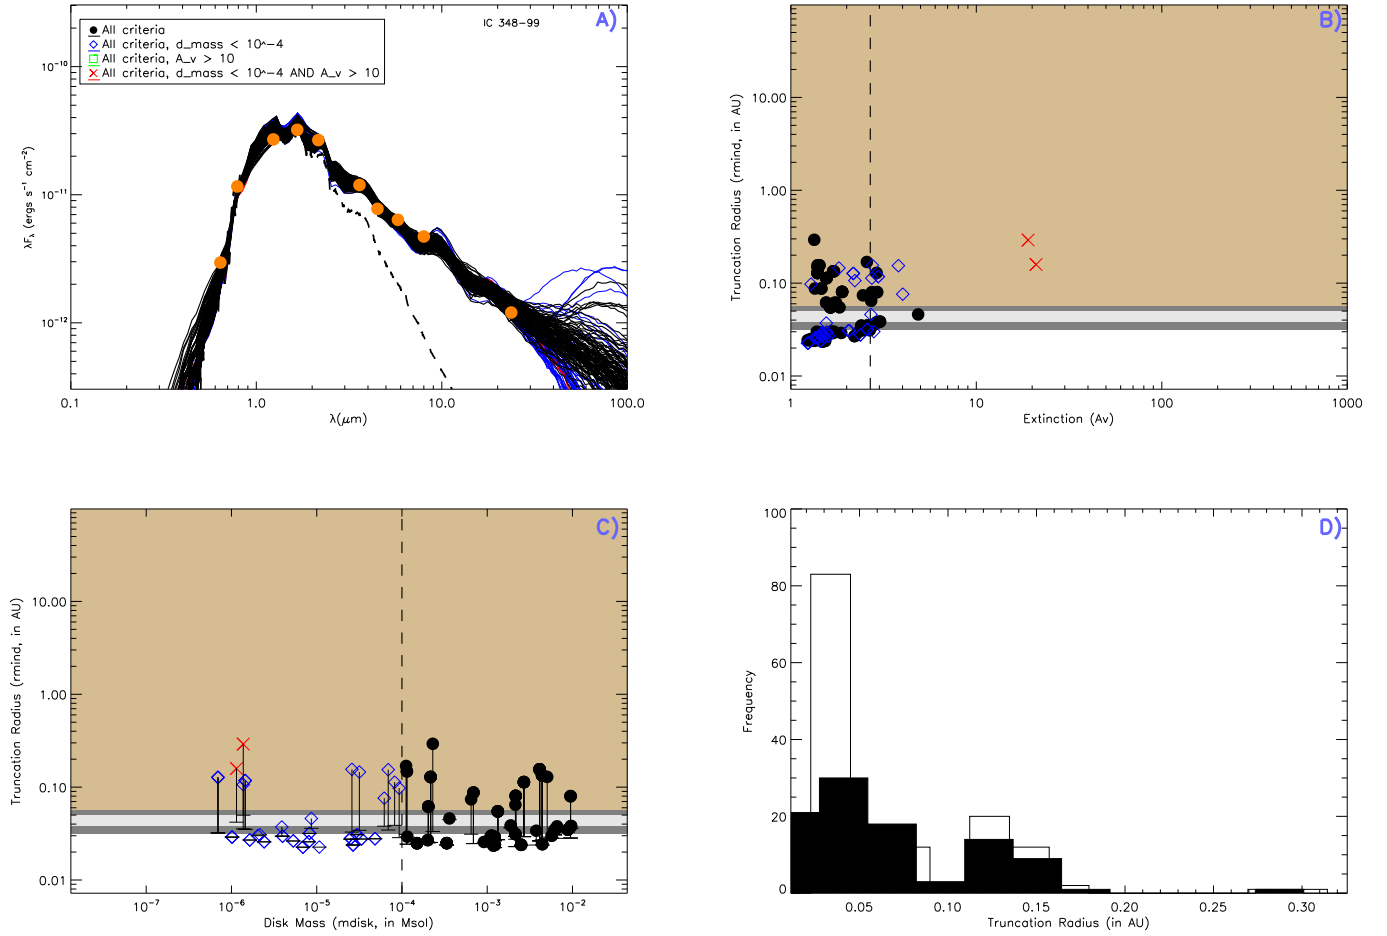 A)
IC 348-99
All criteria
All criteria, d_mass < 10^-4
All criteria, A_v > 10
All criteria, d_mass < 10^-4 AND A_v > 10
10⁻¹⁰
10⁻¹¹
10⁻¹²
λFλ (ergs s⁻¹ cm⁻²)
0.1 1.0 10.0 100.0
λ(μm)
B)
10.00
1.00
0.10
0.01
Truncation Radius (rmind, in AU)
1 10 100 1000
Extinction (Av)
C)
10.00
1.00
0.10
0.01
Truncation Radius (rmind, in AU)
10⁻⁷ 10⁻⁶ 10⁻⁵ 10⁻⁴ 10⁻³ 10⁻²
Disk Mass (mdisk, in Msol)
D)
100
80
60
40
20
0
Frequency
0.05 0.10 0.15 0.20 0.25 0.30
Truncation Radius (in AU)